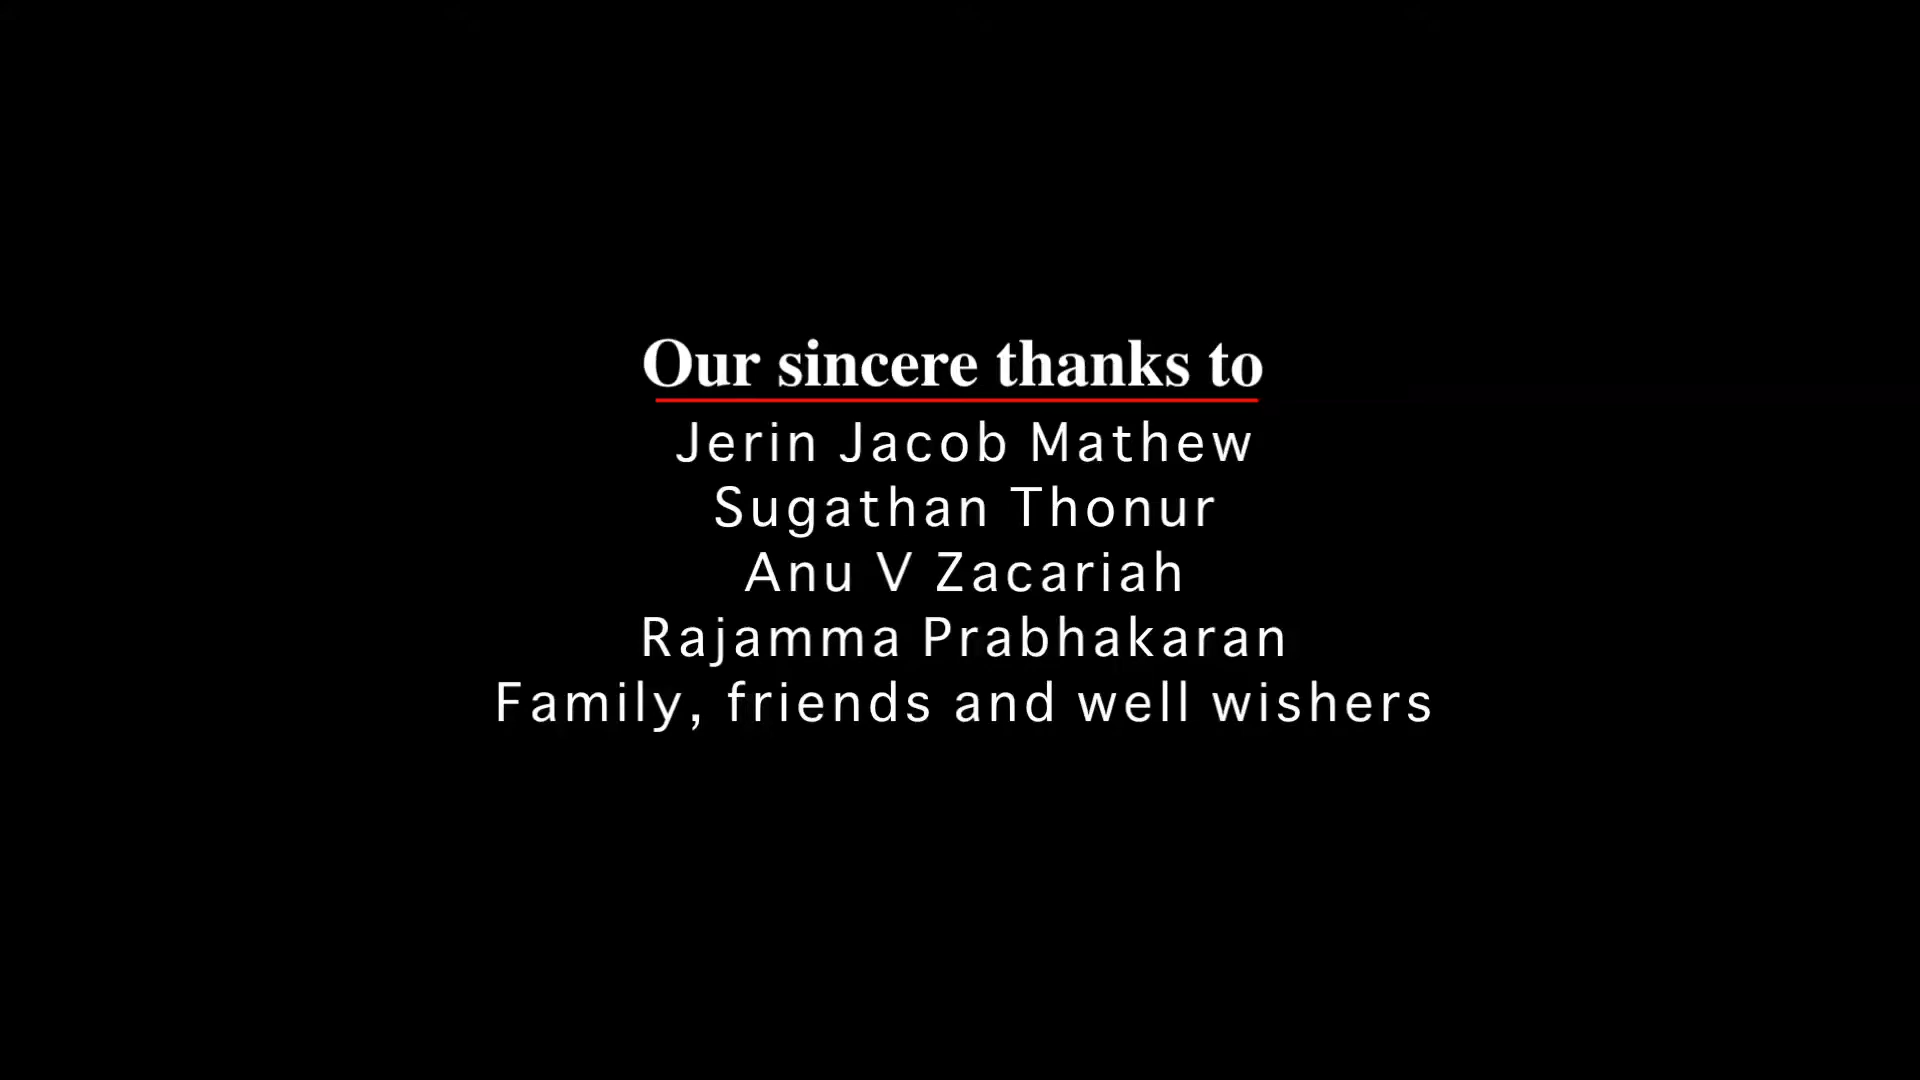 Our sincere thanks to
Jerin Jacob Mathew
Sugathan Thonur
Anu V Zacariah
Rajamma Prabhakaran
Family, friends and well wishers